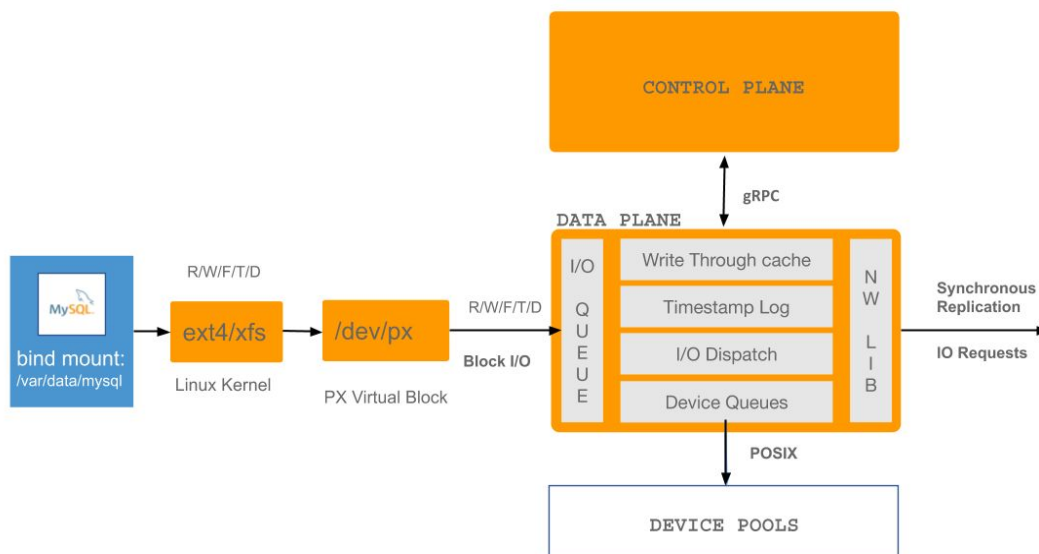 CONTROL PLANE
gRPC
DATA PLANE
MySQL
bind mount:
/var/data/mysql
R/W/F/T/D
ext4/xfs
Linux Kernel
/dev/px
PX Virtual Block
R/W/F/T/D
Block I/O
I/O
QUEUE
Write Through cache
Timestamp Log
I/O Dispatch
Device Queues
NW
LIB
Synchronous
Replication
IO Requests
POSIX
DEVICE POOLS